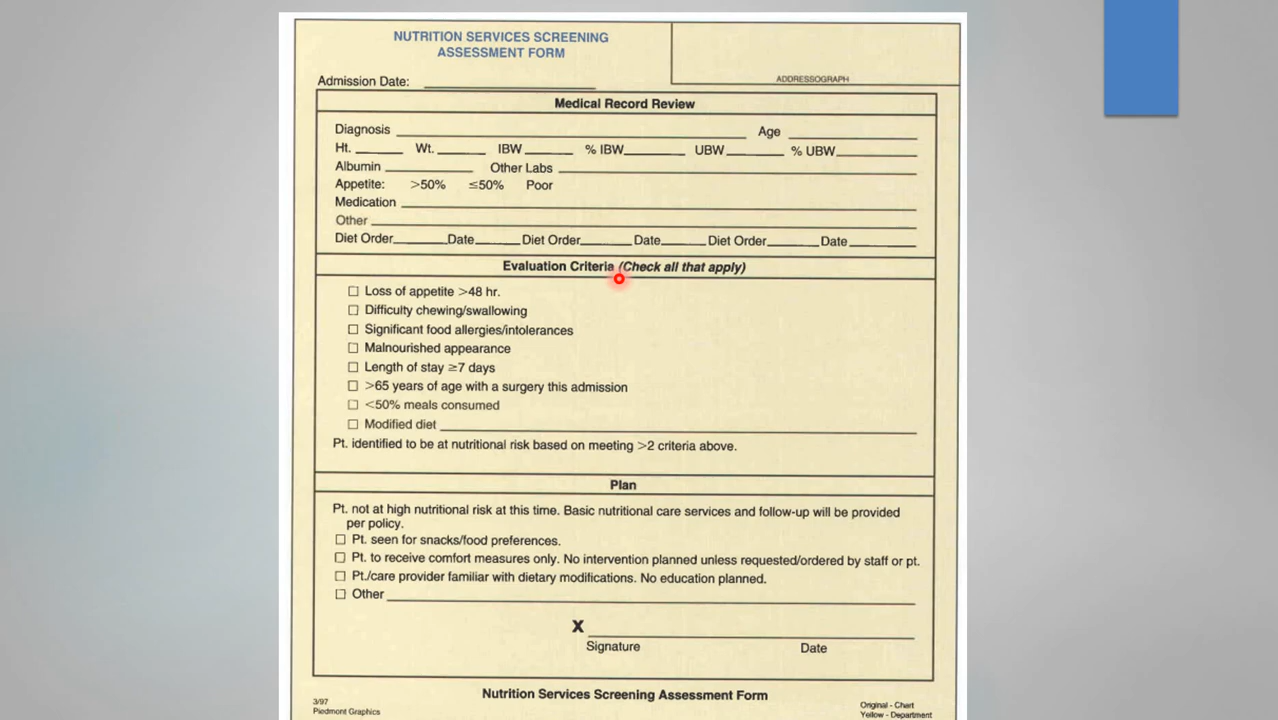 NUTRITION SERVICES SCREENING
ASSESSMENT FORM
ADDRESSOGRAPH
Admission Date:
Medical Record Review
Diagnosis Age
Ht. Wt. IBW % IBW UBW % UBW
Albumin Other Labs
Appetite: >50% ≤50% Poor
Medication
Other
Diet Order Date Diet Order Date Diet Order Date
Evaluation Criteria (Check all that apply)
☐ Loss of appetite >48 hr.
☐ Difficulty chewing/swallowing
☐ Significant food allergies/intolerances
☐ Malnourished appearance
☐ Length of stay ≥7 days
☐ >65 years of age with a surgery this admission
☐ <50% meals consumed
☐ Modified diet
Pt. identified to be at nutritional risk based on meeting >2 criteria above.
Plan
Pt. not at high nutritional risk at this time. Basic nutritional care services and follow-up will be provided
per policy.
☐ Pt. seen for snacks/food preferences.
☐ Pt. to receive comfort measures only. No intervention planned unless requested/ordered by staff or pt.
☐ Pt./care provider familiar with dietary modifications. No education planned.
☐ Other
X
Signature Date
Nutrition Services Screening Assessment Form
3/97
Piedmont Graphics
Original - Chart
Yellow - Department